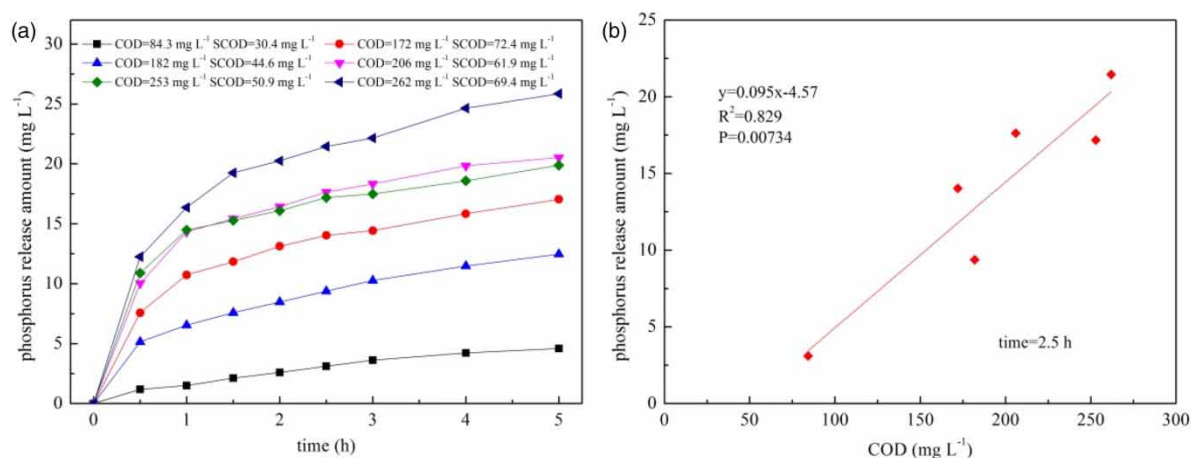 (a)
phosphorus release amount (mg L⁻¹)
30
25
20
15
10
5
0
COD=84.3 mg L⁻¹ SCOD=30.4 mg L⁻¹
COD=172 mg L⁻¹ SCOD=72.4 mg L⁻¹
COD=182 mg L⁻¹ SCOD=44.6 mg L⁻¹
COD=206 mg L⁻¹ SCOD=61.9 mg L⁻¹
COD=253 mg L⁻¹ SCOD=50.9 mg L⁻¹
COD=262 mg L⁻¹ SCOD=69.4 mg L⁻¹
0 1 2 3 4 5
time (h)
(b)
phosphorus release amount (mg L⁻¹)
25
20
15
10
5
0
y=0.095x-4.57
R²=0.829
P=0.00734
time=2.5 h
0 50 100 150 200 250 300
COD (mg L⁻¹)